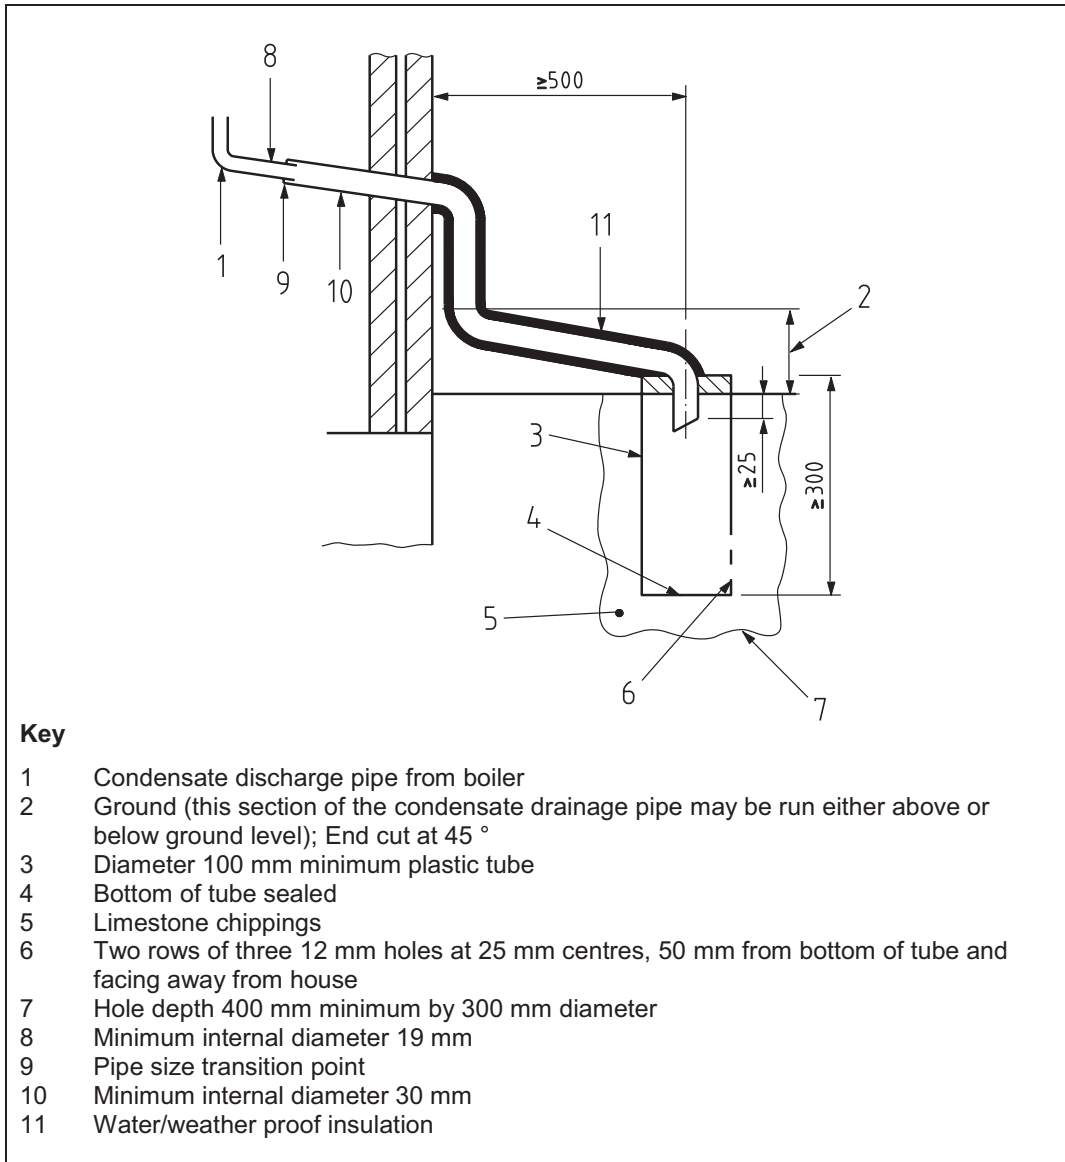 8
≥500
11
2
1
9
10
3
≥25
≥300
4
5
6
7
Key
1 Condensate discharge pipe from boiler
2 Ground (this section of the condensate drainage pipe may be run either above or
below ground level); End cut at 45 °
3 Diameter 100 mm minimum plastic tube
4 Bottom of tube sealed
5 Limestone chippings
6 Two rows of three 12 mm holes at 25 mm centres, 50 mm from bottom of tube and
facing away from house
7 Hole depth 400 mm minimum by 300 mm diameter
8 Minimum internal diameter 19 mm
9 Pipe size transition point
10 Minimum internal diameter 30 mm
11 Water/weather proof insulation